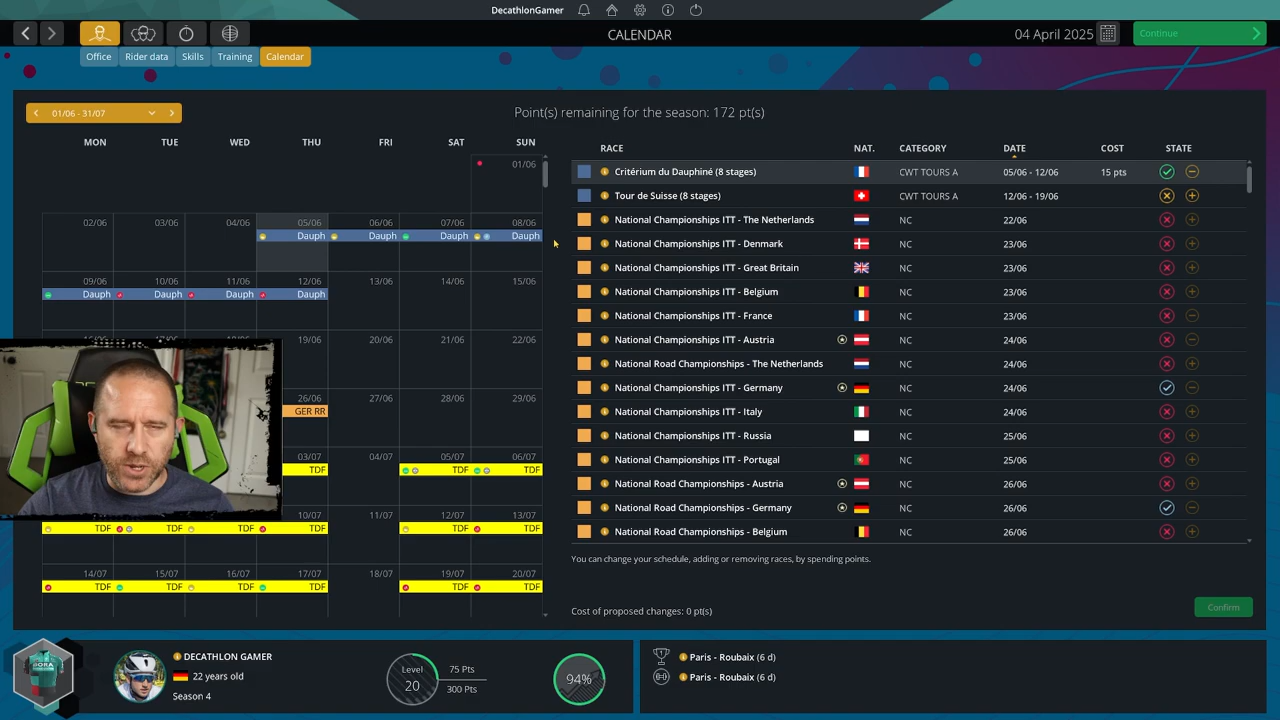 DecathlonGamer
CALENDAR
04 April 2025
Continue
Office Rider data Skills Training Calendar
01/06 - 31/07
Point(s) remaining for the season: 172 pt(s)
MON TUE WED THU FRI SAT SUN
01/06
02/06 03/06 04/06 05/06 06/06 07/06 08/06
Dauph Dauph Dauph Dauph
09/06 10/06 11/06 12/06 13/06 14/06 15/06
Dauph Dauph Dauph Dauph
19/06 20/06 21/06 22/06
26/06 27/06 28/06 29/06
GER RR
03/07 04/07 05/07 06/07
TDF TDF TDF
10/07 11/07 12/07 13/07
TDF TDF TDF TDF TDF TDF
14/07 15/07 16/07 17/07 18/07 19/07 20/07
TDF TDF TDF TDF TDF TDF
RACE NAT. CATEGORY DATE COST STATE
Critérium du Dauphiné (8 stages) CWT TOURS A 05/06 - 12/06 15 pts
Tour de Suisse (8 stages) CWT TOURS A 12/06 - 19/06
National Championships ITT - The Netherlands NC 22/06
National Championships ITT - Denmark NC 23/06
National Championships ITT - Great Britain NC 23/06
National Championships ITT - Belgium NC 23/06
National Championships ITT - France NC 23/06
National Championships ITT - Austria NC 24/06
National Road Championships - The Netherlands NC 24/06
National Championships ITT - Germany NC 24/06
National Championships ITT - Italy NC 24/06
National Championships ITT - Russia NC 25/06
National Championships ITT - Portugal NC 25/06
National Road Championships - Austria NC 26/06
National Road Championships - Germany NC 26/06
National Road Championships - Belgium NC 26/06
You can change your schedule, adding or removing races, by spending points.
Cost of proposed changes: 0 pt(s)
Confirm
BORA
DECATHLON GAMER
22 years old
Season 4
Level
20
75 Pts
300 Pts
94%
Paris - Roubaix (6 d)
Paris - Roubaix (6 d)